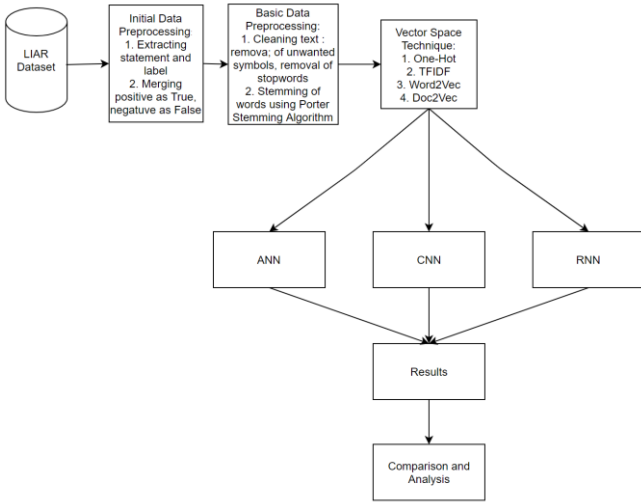 LIAR
Dataset
Initial Data
Preprocessing
1. Extracting
statement and
label
2. Merging
positive as True,
negatuve as False
Basic Data
Preprocessing:
1. Cleaning text :
remova; of unwanted
symbols, removal of
stopwords
2. Stemming of
words using Porter
Stemming Algorithm
Vector Space
Technique:
1. One-Hot
2. TFIDF
3. Word2Vec
4. Doc2Vec
ANN
CNN
RNN
Results
Comparison and
Analysis